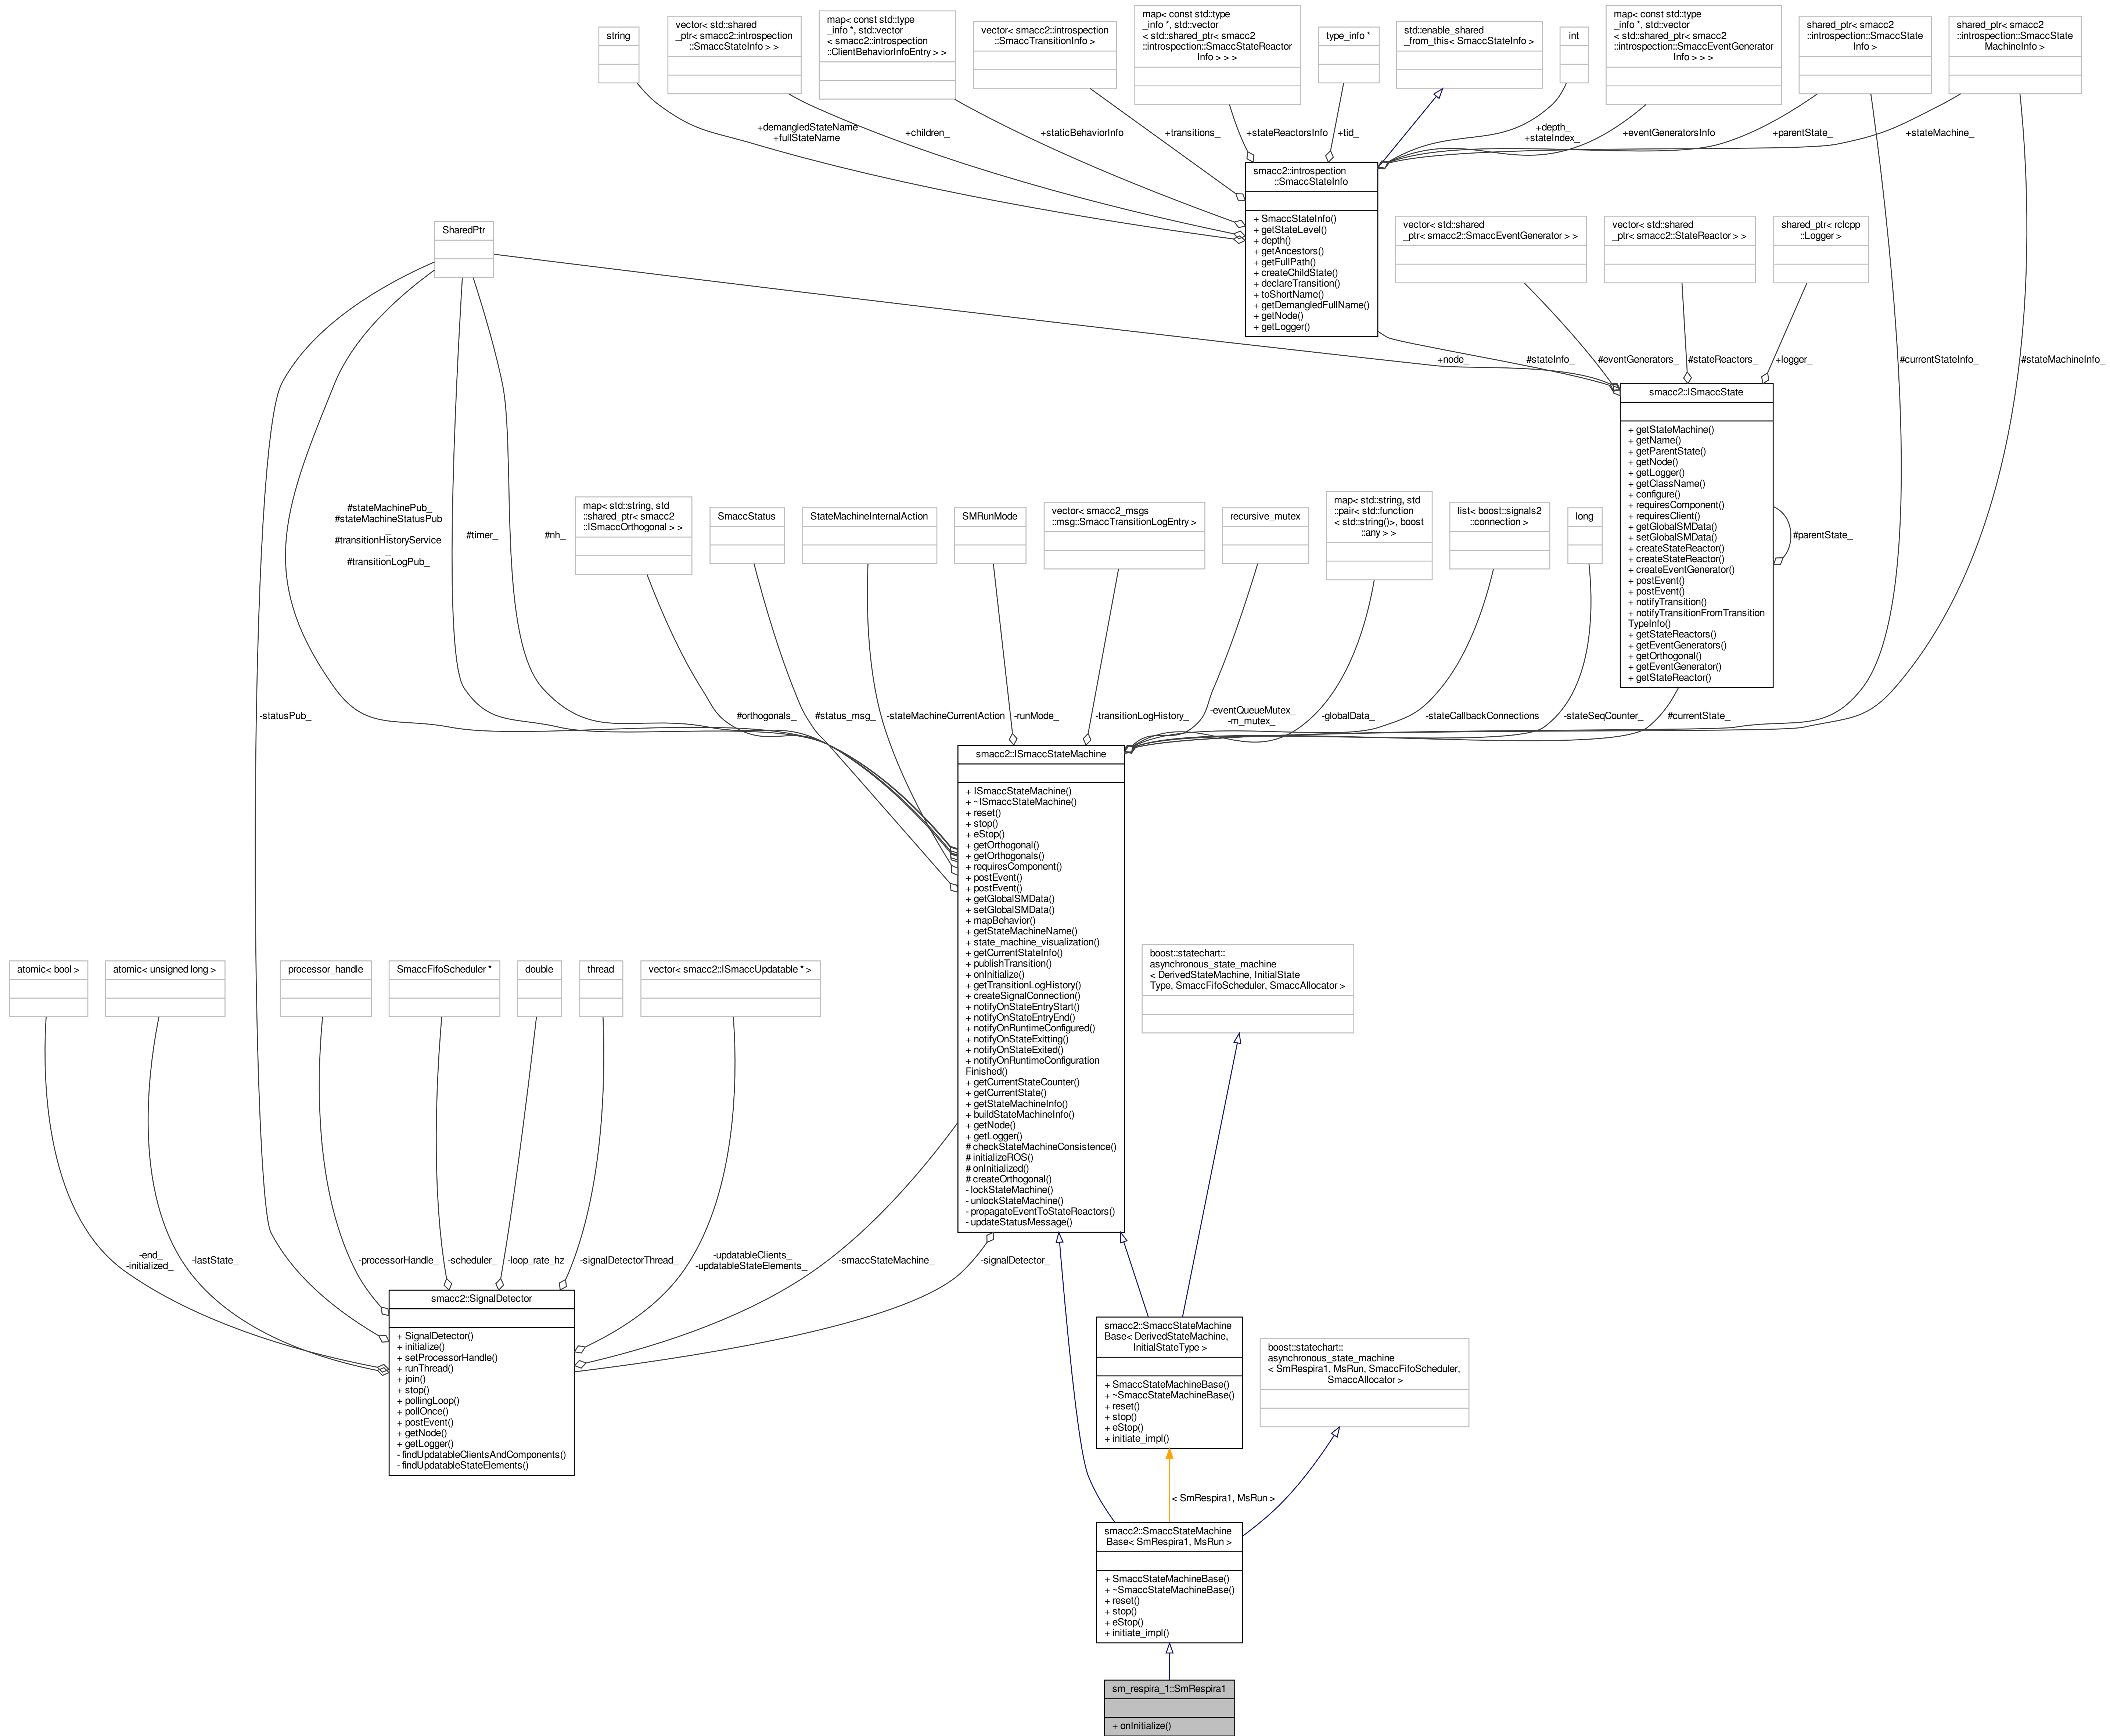 string
vector< std::shared
_ptr< smacc2::introspection
::SmaccStateInfo > >
map< const std::type
_info *, std::vector
< smacc2::introspection
::ClientBehaviorInfoEntry > >
vector< smacc2::introspection
::SmaccTransitionInfo >
map< const std::type
_info *, std::vector
< std::shared_ptr< smacc2
::introspection::SmaccStateReactor
Info > > >
type_info *
std::enable_shared
_from_this< SmaccStateInfo >
int
map< const std::type
_info *, std::vector
< std::shared_ptr< smacc2
::introspection::SmaccEventGenerator
Info > > >
shared_ptr< smacc2
::introspection::SmaccState
Info >
shared_ptr< smacc2
::introspection::SmaccState
MachineInfo >
+demangledStateName
+fullStateName
+children_
+staticBehaviorInfo
+transitions_
+stateReactorsInfo
+tid_
+depth_
+stateIndex_
+eventGeneratorsInfo
+parentState_
+stateMachine_
smacc2::introspection
::SmaccStateInfo
+ SmaccStateInfo()
+ getStateLevel()
+ depth()
+ getAncestors()
+ getFullPath()
+ createChildState()
+ declareTransition()
+ toShortName()
+ getDemangledFullName()
+ getNode()
+ getLogger()
SharedPtr
vector< std::shared
_ptr< smacc2::SmaccEventGenerator > >
vector< std::shared
_ptr< smacc2::StateReactor > >
shared_ptr< rclcpp
::Logger >
+node_
#stateInfo_
#eventGenerators_
#stateReactors_
+logger_
#currentStateInfo_
#stateMachineInfo_
smacc2::ISmaccState
+ getStateMachine()
+ getName()
+ getParentState()
+ getNode()
+ getLogger()
+ getClassName()
+ configure()
+ requiresComponent()
+ requiresClient()
+ getGlobalSMData()
+ setGlobalSMData()
+ createStateReactor()
+ createStateReactor()
+ createEventGenerator()
+ postEvent()
+ postEvent()
+ notifyTransition()
+ notifyTransitionFromTransition
TypeInfo()
+ getStateReactors()
+ getEventGenerators()
+ getOrthogonal()
+ getEventGenerator()
+ getStateReactor()
#parentState_
#stateMachinePub_
#stateMachineStatusPub
_
#transitionHistoryService
_
#transitionLogPub_
#timer_
#nh_
map< std::string, std
::shared_ptr< smacc2
::ISmaccOrthogonal > >
SmaccStatus
StateMachineInternalAction
SMRunMode
vector< smacc2_msgs
::msg::SmaccTransitionLogEntry >
recursive_mutex
map< std::string, std
::pair< std::function
< std::string()>, boost
::any > >
list< boost::signals2
::connection >
long
-statusPub_
#orthogonals_
#status_msg_
-stateMachineCurrentAction
-runMode_
-transitionLogHistory_
-eventQueueMutex_
-m_mutex_
-globalData_
-stateCallbackConnections
-stateSeqCounter_
#currentState_
smacc2::ISmaccStateMachine
+ ISmaccStateMachine()
+ ~ISmaccStateMachine()
+ reset()
+ stop()
+ eStop()
+ getOrthogonal()
+ getOrthogonals()
+ requiresComponent()
+ postEvent()
+ postEvent()
+ getGlobalSMData()
+ setGlobalSMData()
+ mapBehavior()
+ getStateMachineName()
+ state_machine_visualization()
+ getCurrentStateInfo()
+ publishTransition()
+ onInitialize()
+ getTransitionLogHistory()
+ createSignalConnection()
+ notifyOnStateEntryStart()
+ notifyOnStateEntryEnd()
+ notifyOnRuntimeConfigured()
+ notifyOnStateExitting()
+ notifyOnStateExited()
+ notifyOnRuntimeConfiguration
Finished()
+ getCurrentStateCounter()
+ getCurrentState()
+ getStateMachineInfo()
+ buildStateMachineInfo()
+ getNode()
+ getLogger()
# checkStateMachineConsistence()
# initializeROS()
# onInitialized()
# createOrthogonal()
- lockStateMachine()
- unlockStateMachine()
- propagateEventToStateReactors()
- updateStatusMessage()
atomic< bool >
atomic< unsigned long >
processor_handle
SmaccFifoScheduler *
double
thread
vector< smacc2::ISmaccUpdatable * >
boost::statechart::
asynchronous_state_machine
< DerivedStateMachine, InitialState
Type, SmaccFifoScheduler, SmaccAllocator >
-end_
-initialized_
-lastState_
-processorHandle_
-scheduler_
-loop_rate_hz
-signalDetectorThread_
-updatableClients_
-updatableStateElements_
-smaccStateMachine_
-signalDetector_
smacc2::SignalDetector
+ SignalDetector()
+ initialize()
+ setProcessorHandle()
+ runThread()
+ join()
+ stop()
+ pollingLoop()
+ pollOnce()
+ postEvent()
+ getNode()
+ getLogger()
- findUpdatableClientsAndComponents()
- findUpdatableStateElements()
smacc2::SmaccStateMachine
Base< DerivedStateMachine,
InitialStateType >
+ SmaccStateMachineBase()
+ ~SmaccStateMachineBase()
+ reset()
+ stop()
+ eStop()
+ initiate_impl()
boost::statechart::
asynchronous_state_machine
< SmRespira1, MsRun, SmaccFifoScheduler,
SmaccAllocator >
< SmRespira1, MsRun >
smacc2::SmaccStateMachine
Base< SmRespira1, MsRun >
+ SmaccStateMachineBase()
+ ~SmaccStateMachineBase()
+ reset()
+ stop()
+ eStop()
+ initiate_impl()
sm_respira_1::SmRespira1
+ onInitialize()